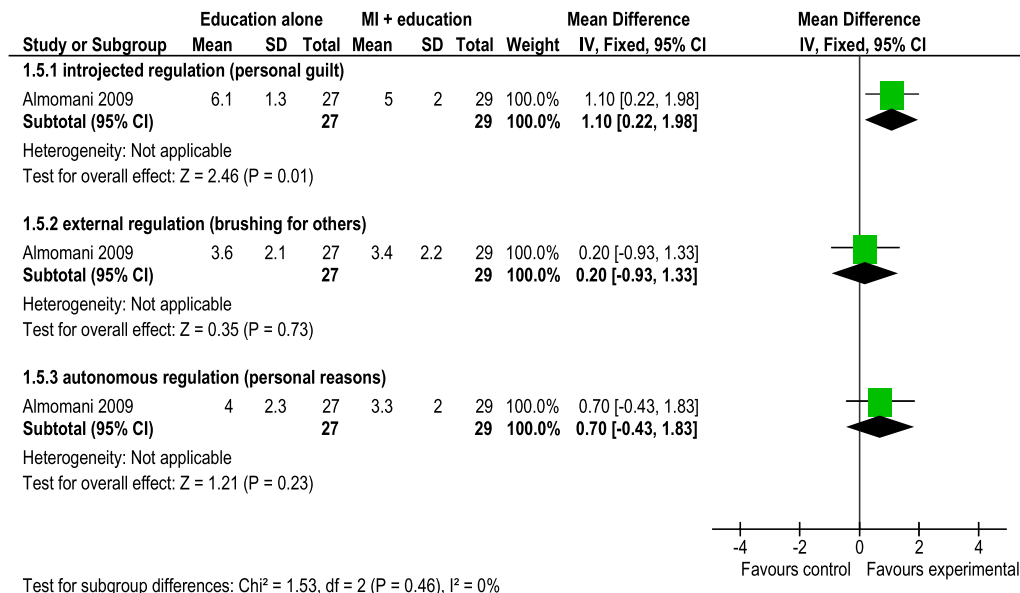 Education alone MI + education Mean Difference Mean Difference
Study or Subgroup Mean SD Total Mean SD Total Weight IV, Fixed, 95% CI IV, Fixed, 95% CI
1.5.1 introjected regulation (personal guilt)
Almomani 2009 6.1 1.3 27 5 2 29 100.0% 1.10 [0.22, 1.98]
Subtotal (95% CI) 27 29 100.0% 1.10 [0.22, 1.98]
Heterogeneity: Not applicable
Test for overall effect: Z = 2.46 (P = 0.01)
1.5.2 external regulation (brushing for others)
Almomani 2009 3.6 2.1 27 3.4 2.2 29 100.0% 0.20 [-0.93, 1.33]
Subtotal (95% CI) 27 29 100.0% 0.20 [-0.93, 1.33]
Heterogeneity: Not applicable
Test for overall effect: Z = 0.35 (P = 0.73)
1.5.3 autonomous regulation (personal reasons)
Almomani 2009 4 2.3 27 3.3 2 29 100.0% 0.70 [-0.43, 1.83]
Subtotal (95% CI) 27 29 100.0% 0.70 [-0.43, 1.83]
Heterogeneity: Not applicable
Test for overall effect: Z = 1.21 (P = 0.23)
-4 -2 0 2 4
Favours control Favours experimental
Test for subgroup differences: Chi² = 1.53, df = 2 (P = 0.46), I² = 0%